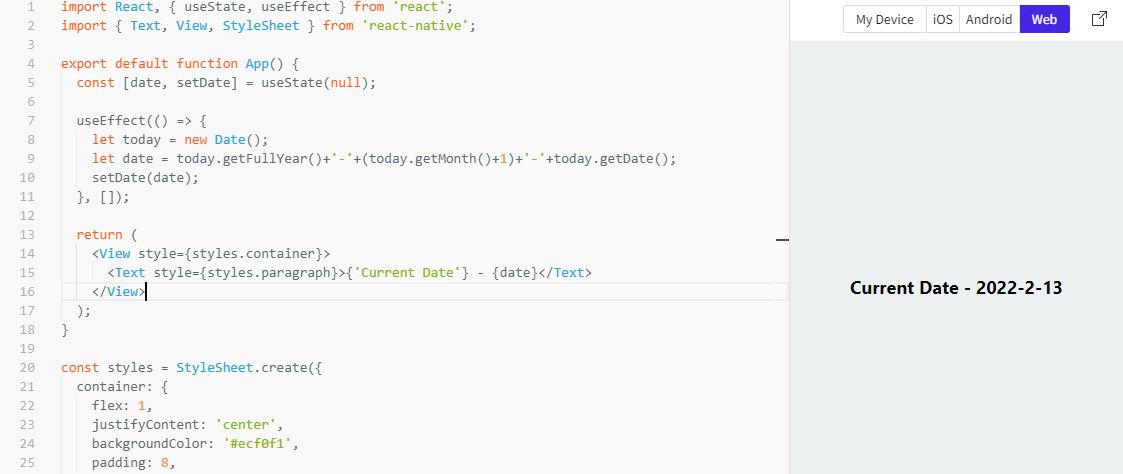 1 import React, { useState, useEffect } from 'react';
2 import { Text, View, StyleSheet } from 'react-native';
3
4 export default function App() {
5 const [date, setDate] = useState(null);
6
7 useEffect(() => {
8 let today = new Date();
9 let date = today.getFullYear()+'-'+(today.getMonth()+1)+'-'+today.getDate();
10 setDate(date);
11 }, []);
12
13 return (
14 <View style={styles.container}>
15 <Text style={styles.paragraph}>{'Current Date'} - {date}</Text>
16 </View>
17 );
18 }
19
20 const styles = StyleSheet.create({
21 container: {
22 flex: 1,
23 justifyContent: 'center',
24 backgroundColor: '#ecf0f1',
25 padding: 8,
My Device iOS Android Web
Current Date - 2022-2-13